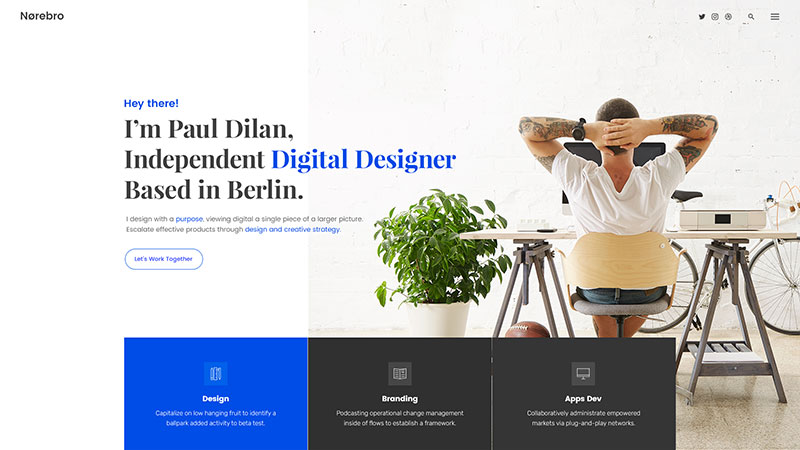 Nørebro
Hey there!
I'm Paul Dilan,
Independent Digital Designer
Based in Berlin.
I design with a purpose, viewing digital a single piece of a larger picture.
Escalate effective products through design and creative strategy.
Let's Work Together
Design
Capitalize on low hanging fruit to identify a
ballpark added activity to beta test.
Branding
Podcasting operational change management
inside of flows to establish a framework.
Apps Dev
Collaboratively administrate empowered
markets via plug-and-play networks.